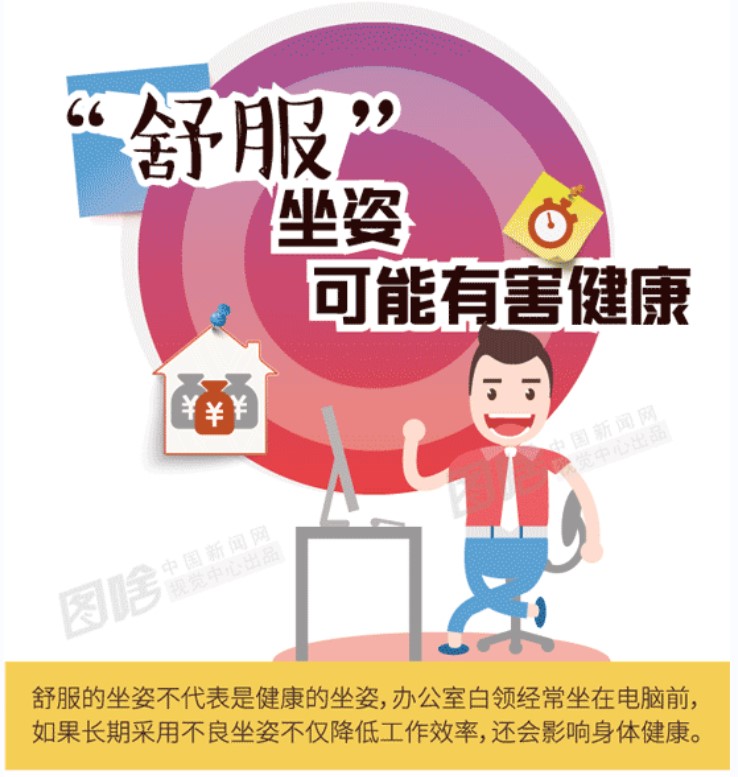 “舒服”
坐姿
可能有害健康
¥ ¥ ¥
图啥 中国新闻网
视觉中心出品
图啥 中国新闻网
视觉中心出品
舒服的坐姿不代表是健康的坐姿,办公室白领经常坐在电脑前,
如果长期采用不良坐姿不仅降低工作效率,还会影响身体健康。